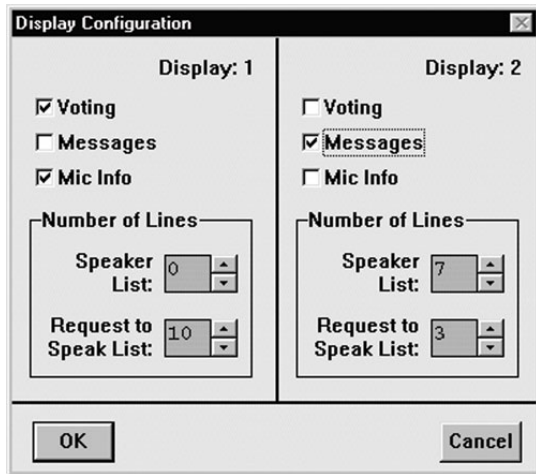 Display Configuration
Display: 1
Voting
Messages
Mic Info
Number of Lines
Speaker
List:
0
Request to
Speak List:
10
Display: 2
Voting
Messages
Mic Info
Number of Lines
Speaker
List:
7
Request to
Speak List:
3
OK
Cancel